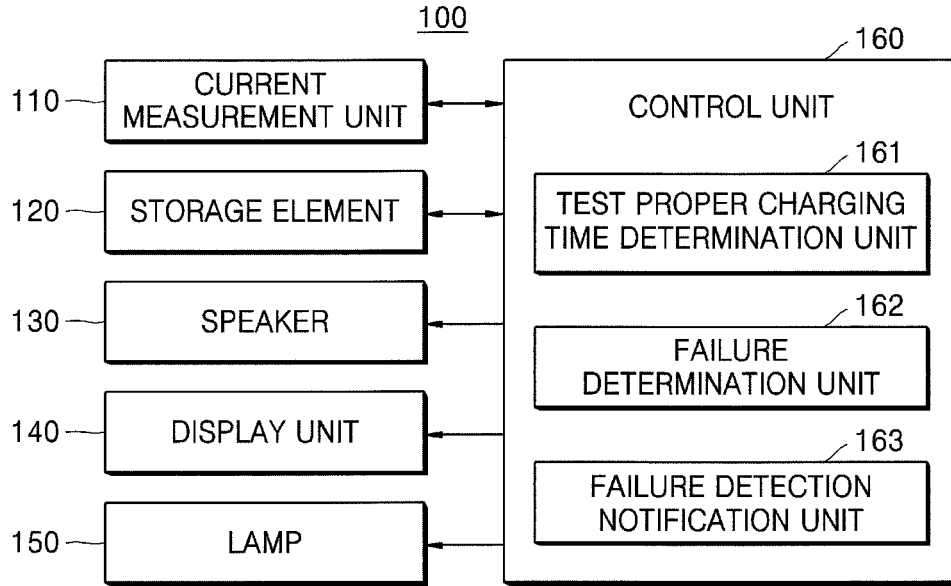 100
160
110
CURRENT
MEASUREMENT UNIT
CONTROL UNIT
161
120
STORAGE ELEMENT
TEST PROPER CHARGING
TIME DETERMINATION UNIT
130
SPEAKER
162
FAILURE
DETERMINATION UNIT
140
DISPLAY UNIT
163
FAILURE DETECTION
NOTIFICATION UNIT
150
LAMP